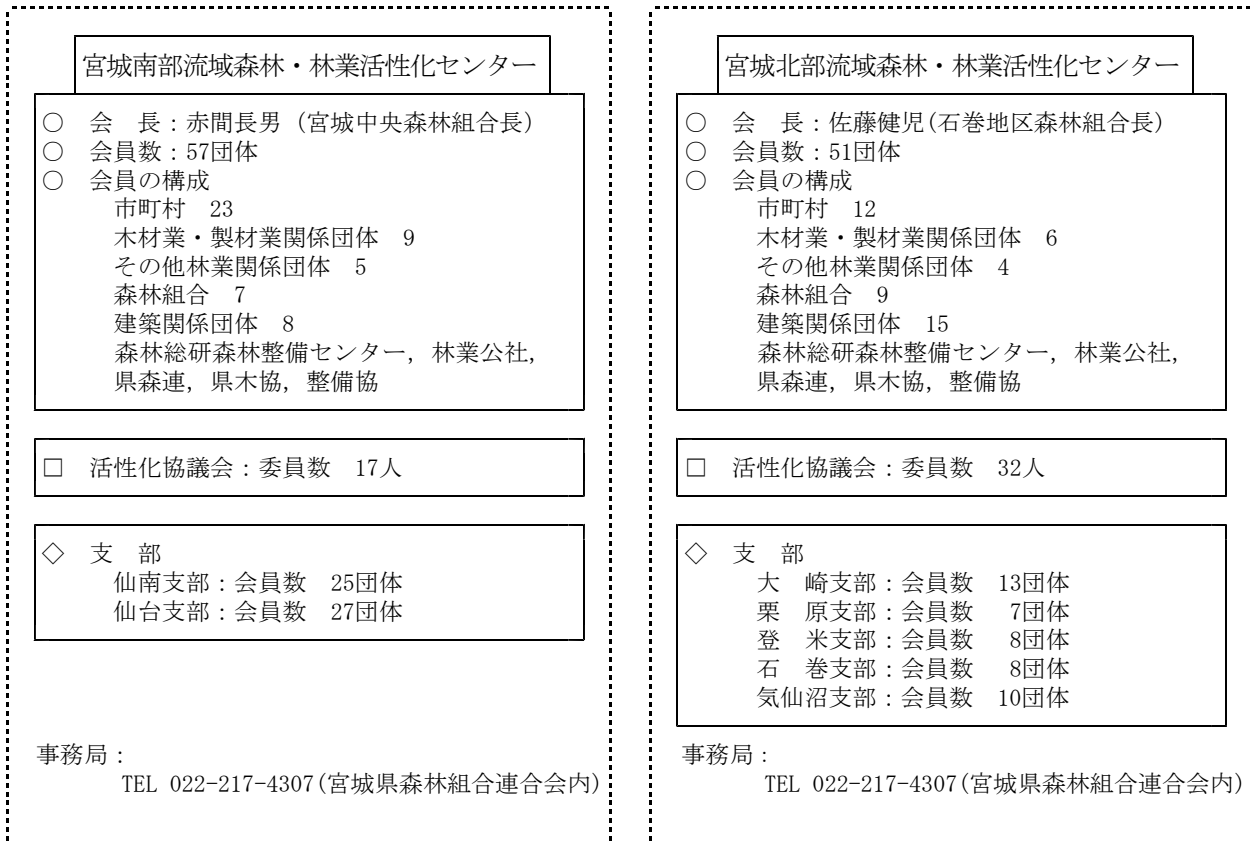 宮城南部流域森林・林業活性化センター
○　会　長：赤間長男 (宮城中央森林組合長)
○　会員数：57団体
○　会員の構成
市町村　23
木材業・製材業関係団体　9
その他林業関係団体　5
森林組合　7
建築関係団体　8
森林総研森林整備センター，林業公社，
県森連，県木協，整備協
□　活性化協議会：委員数　17人
◇　支　部
仙南支部：会員数　25団体
仙台支部：会員数　27団体
事務局：
TEL 022-217-4307(宮城県森林組合連合会内)
宮城北部流域森林・林業活性化センター
○　会　長：佐藤健児(石巻地区森林組合長)
○　会員数：51団体
○　会員の構成
市町村　12
木材業・製材業関係団体　6
その他林業関係団体　4
森林組合　9
建築関係団体　15
森林総研森林整備センター，林業公社，
県森連，県木協，整備協
□　活性化協議会：委員数　32人
◇　支　部
大　崎支部：会員数　13団体
栗　原支部：会員数　7団体
登　米支部：会員数　8団体
石　巻支部：会員数　8団体
気仙沼支部：会員数　10団体
事務局：
TEL 022-217-4307(宮城県森林組合連合会内)